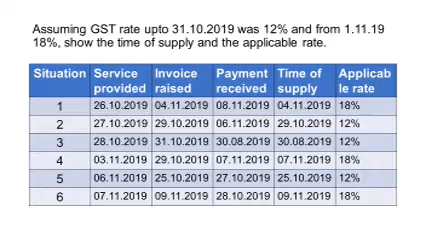 Assuming GST rate upto 31.10.2019 was 12% and from 1.11.19
18%, show the time of supply and the applicable rate.
Situation Service provided Invoice raised Payment received Time of supply Applicab le rate
1 26.10.2019 04.11.2019 08.11.2019 04.11.2019 18%
2 27.10.2019 29.10.2019 06.11.2019 29.10.2019 12%
3 28.10.2019 31.10.2019 30.08.2019 30.08.2019 12%
4 03.11.2019 29.10.2019 07.11.2019 07.11.2019 18%
5 06.11.2019 25.10.2019 27.10.2019 25.10.2019 12%
6 07.11.2019 09.11.2019 28.10.2019 09.11.2019 18%